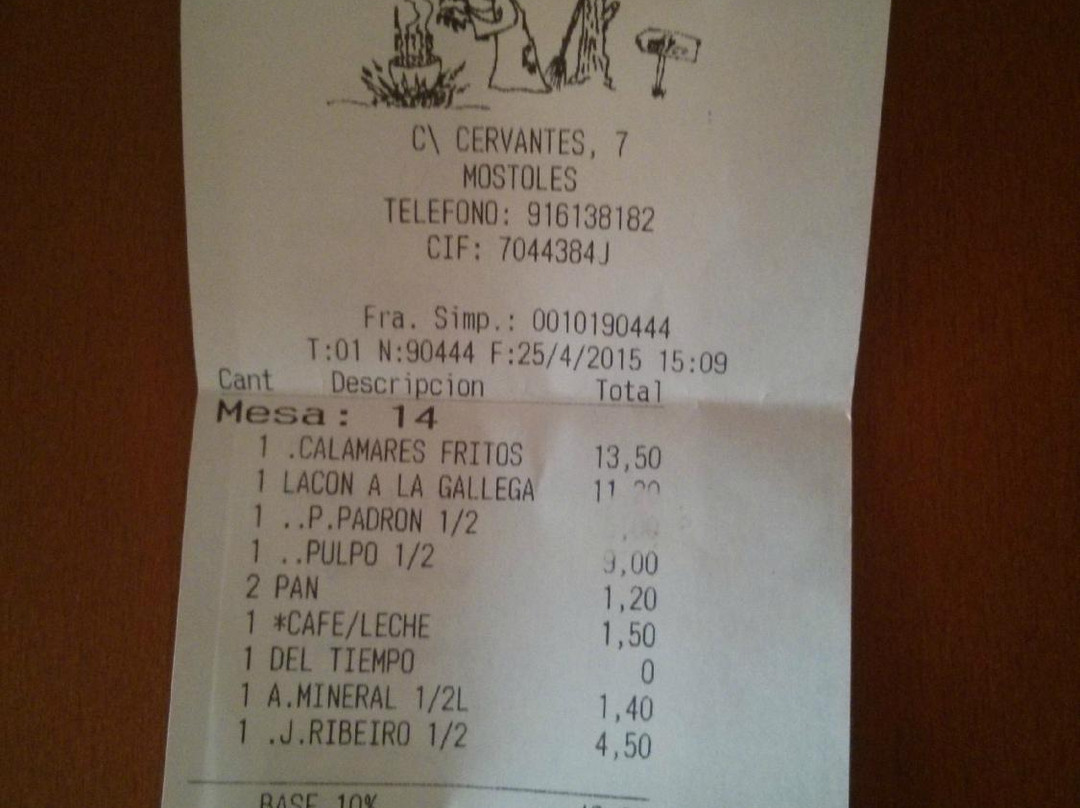 C\ CERVANTES, 7
MOSTOLES
TELEFONO: 916138182
CIF: 7044384J
Fra. Simp.: 0010190444
T:01 N:90444 F:25/4/2015 15:09
Cant Descripcion Total
Mesa: 14
1 .CALAMARES FRITOS 13,50
1 LACON A LA GALLEGA
1 ..P.PADRON 1/2
1 ..PULPO 1/2 9,00
2 PAN 1,20
1 *CAFE/LECHE 1,50
1 DEL TIEMPO 0
1 A.MINERAL 1/2L 1,40
1 .J.RIBEIRO 1/2 4,50
BASE 10%